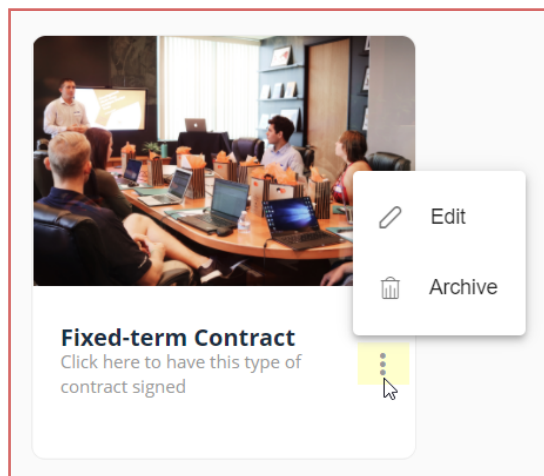 Edit
Archive
Fixed-term Contract
Click here to have this type of
contract signed